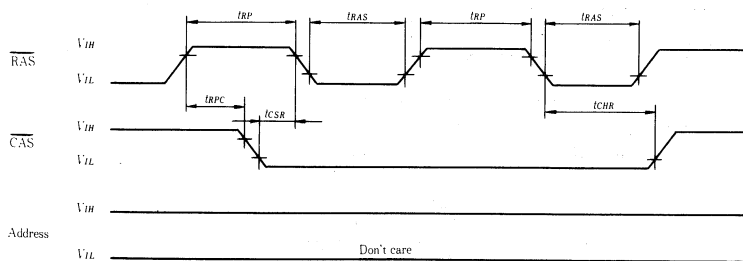 tRP tRAS tRP tRAS
RAS VIH
VIL
tRPC tCSR tCHR
CAS VIH
VIL
VIH
Address
VIL Don't care